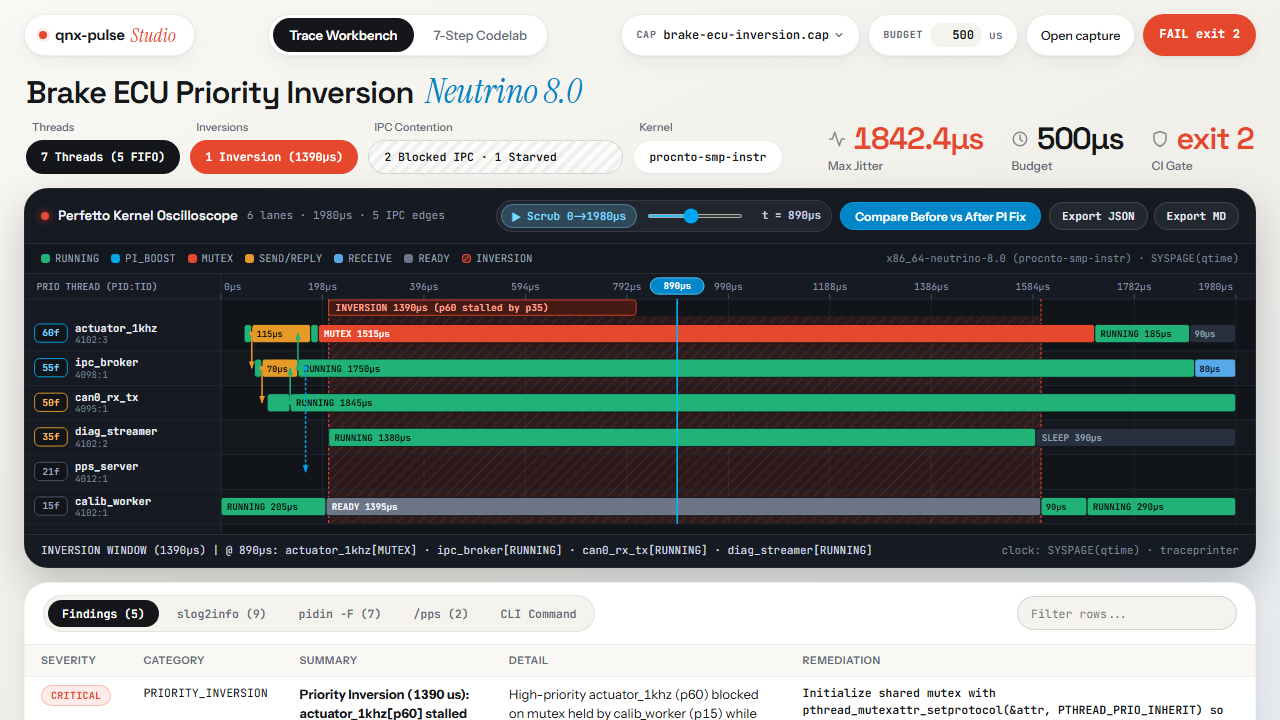 qnx-pulse Studio
Trace Workbench
7-Step Codelab
CAP brake-ecu-inversion.cap
BUDGET 500 US
Open capture
FAIL exit 2
Brake ECU Priority Inversion Neutrino 8.0
Threads
Inversions
IPC Contention
Kernel
7 Threads (5 FIFO)
1 Inversion (1390µs)
2 Blocked IPC · 1 Starved
procnto-smp-instr
1842.4µs
500µs
exit 2
Max Jitter
Budget
CI Gate
Perfetto Kernel Oscilloscope
6 lanes · 1980µs · 5 IPC edges
▶ Scrub 0→1980µs
t = 890µs
Compare Before vs After PI Fix
Export JSON
Export MD
RUNNING
PI_BOOST
MUTEX
SEND/REPLY
RECEIVE
READY
INVERSION
x86_64-neutrino-8.0 (procnto-smp-instr) · SYSPAGE(qtime)
PRIO THREAD (PID:TID)
0µs
198µs
396µs
594µs
792µs
890µs
990µs
1188µs
1386µs
1584µs
1782µs
1980µs
INVERSION 1390µs (p60 stalled by p35)
60f
actuator_1khz
4102:3
115µs
MUTEX 1515µs
RUNNING 185µs
90µs
55f
ipc_broker
4098:1
70µs
RUNNING 1750µs
80µs
50f
can0_rx_tx
4095:1
RUNNING 1845µs
35f
diag_streamer
4102:2
RUNNING 1380µs
SLEEP 390µs
21f
pps_server
4012:1
15f
calib_worker
4102:1
RUNNING 205µs
READY 1395µs
90µs
RUNNING 290µs
INVERSION WINDOW (1390µs) | @ 890µs: actuator_1khz[MUTEX] · ipc_broker[RUNNING] · can0_rx_tx[RUNNING] · diag_streamer[RUNNING]
clock: SYSPAGE(qtime) · traceprinter
Findings (5)
slog2info (9)
pidin -F (7)
/pps (2)
CLI Command
Filter rows...
SEVERITY
CATEGORY
SUMMARY
DETAIL
REMEDIATION
CRITICAL
PRIORITY_INVERSION
Priority Inversion (1390 us):
actuator_1khz[p60] stalled
High-priority actuator_1khz (p60) blocked
on mutex held by calib_worker (p15) while
Initialize shared mutex with
pthread_mutexattr_setprotocol(&attr, PTHREAD_PRIO_INHERIT) so